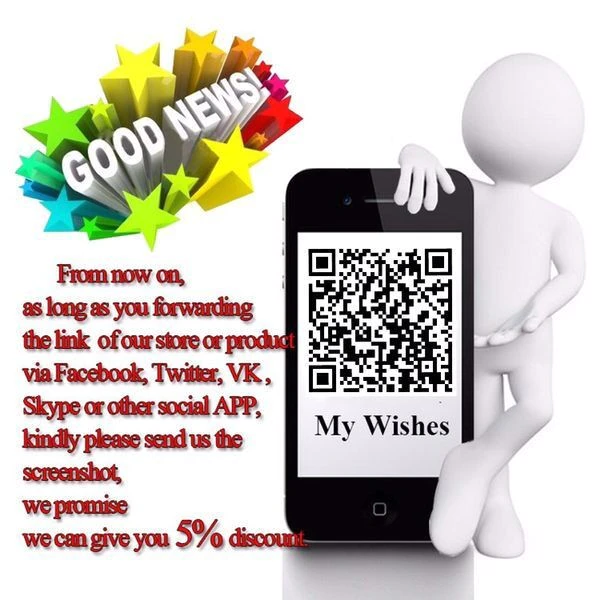 GOOD NEWS!
From now on,
as long as you forwarding
the link of our store or product
via Facebook, Twitter, VK ,
Skype or other social APP,
kindly please send us the
screenshot,
we promise
we can give you 5% discount.
My Wishes